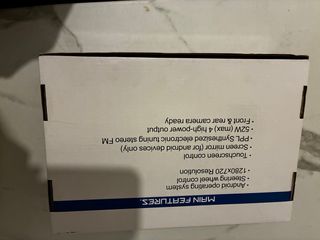 MAIN FEATURES.
• Android operating system
• Steering wheel control
• 1280x720 Resolution
• Touchscreen control
• Screen mirror (for android devices only)
• PPL Synthesized electronic tuning stereo FM
• 52W (max) 4 high-power output
• Front & rear camera ready